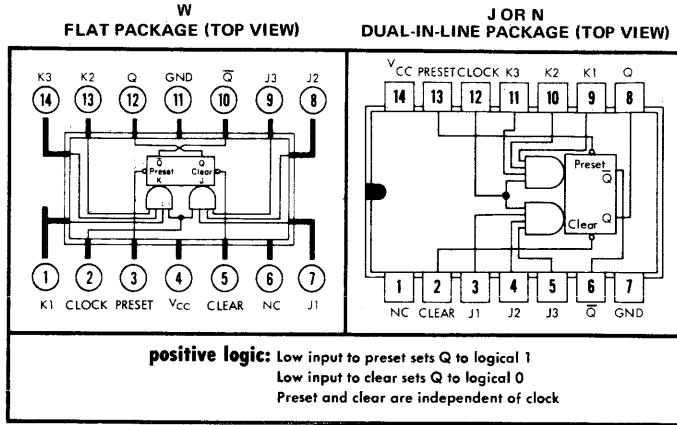 W
FLAT PACKAGE (TOP VIEW)
J OR N
DUAL-IN-LINE PACKAGE (TOP VIEW)
K3 K2 Q GND Q̅ J3 J2
14 13 12 11 10 9 8
Q̅ Q
Preset Clear
K J
1 2 3 4 5 6 7
K1 CLOCK PRESET VCC CLEAR NC J1
VCC PRESET CLOCK K3 K2 K1 Q
14 13 12 11 10 9 8
Preset
Q̅
Q
Clear
1 2 3 4 5 6 7
NC CLEAR J1 J2 J3 Q̅ GND
positive logic: Low input to preset sets Q to logical 1
Low input to clear sets Q to logical 0
Preset and clear are independent of clock